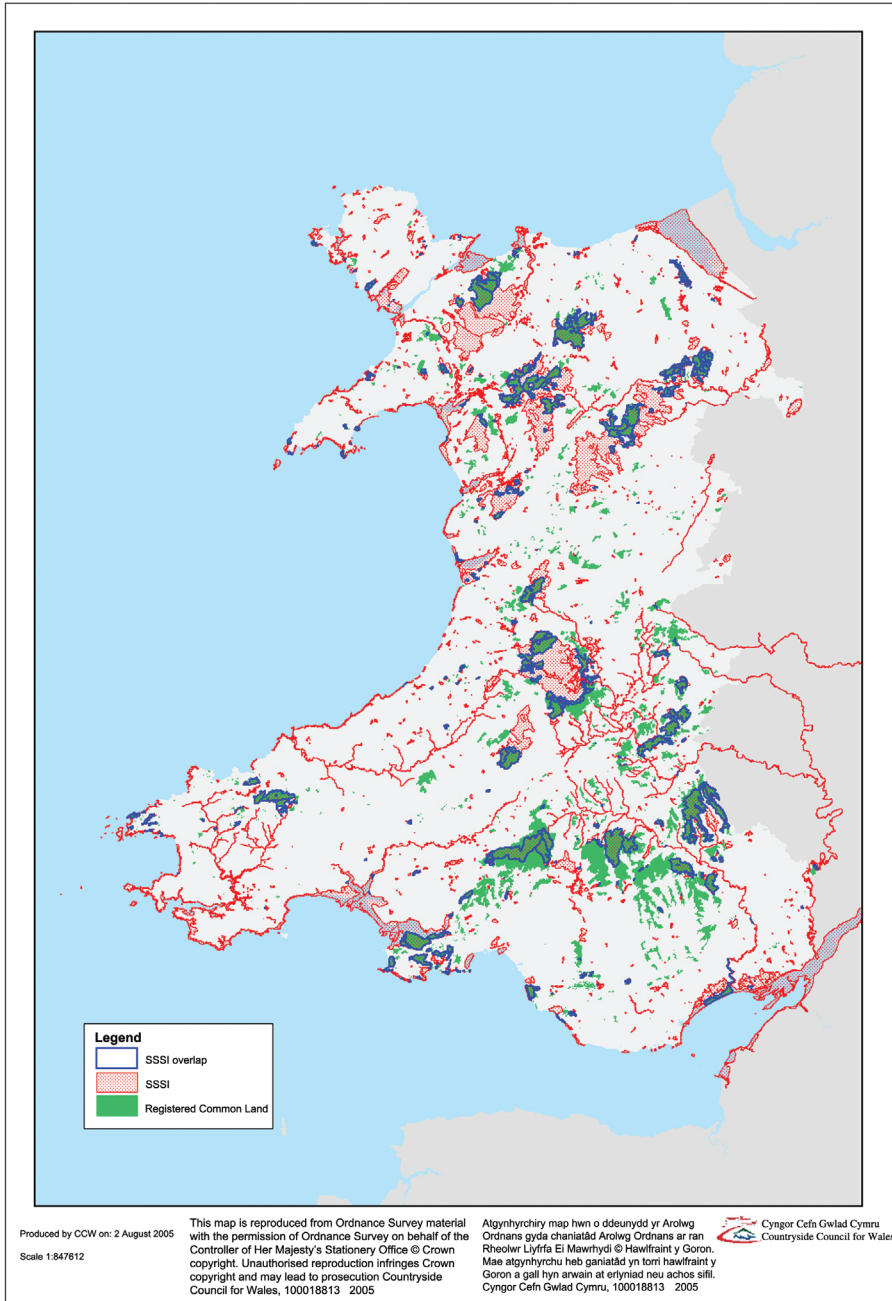 Legend
SSSI overlap
SSSI
Registered Common Land
Produced by CCW on: 2 August 2005
Scale 1:847612
This map is reproduced from Ordnance Survey material
with the permission of Ordnance Survey on behalf of the
Controller of Her Majesty's Stationery Office © Crown
copyright. Unauthorised reproduction infringes Crown
copyright and may lead to prosecution Countryside
Council for Wales, 100018813 2005
Atgynhyrchiry map hwn o ddeunydd yr Arolwg
Ordnans gyda chaniatâd Arolwg Ordnans ar ran
Rheolwr Llyfrfa Ei Mawrhydi © Hawlfraint y Goron.
Mae atgynhyrchu heb ganiatâd yn torri hawlfraint y
Goron a gall hyn arwain at erlyniad neu achos sifil.
Cyngor Cefn Gwlad Cymru, 100018813 2005
Cyngor Cefn Gwlad Cymru
Countryside Council for Wales